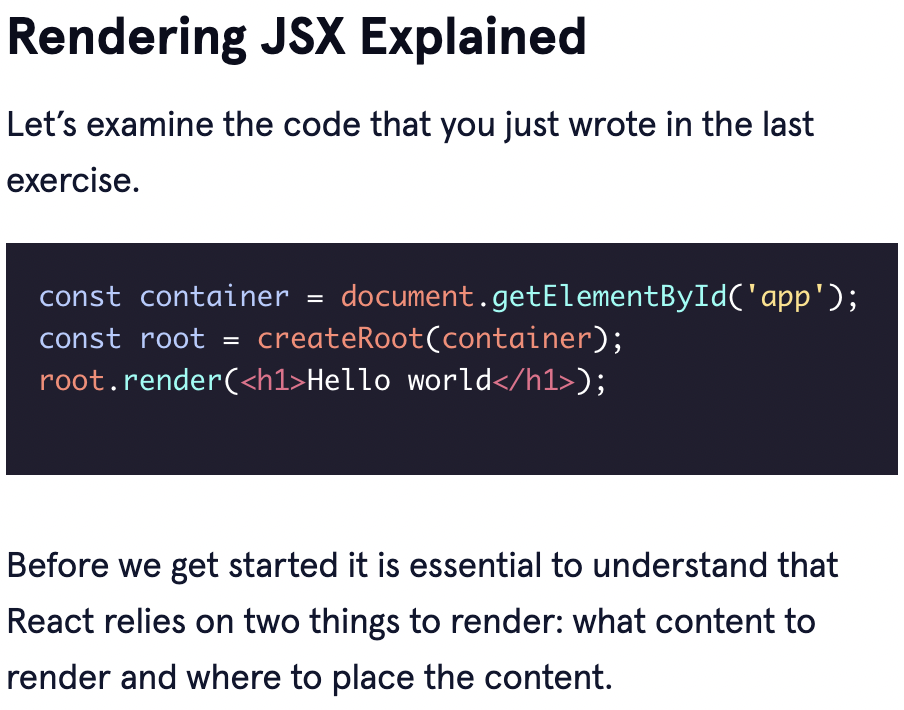 Rendering JSX Explained
Let’s examine the code that you just wrote in the last
exercise.
const container = document.getElementById('app');
const root = createRoot(container);
root.render(<h1>Hello world</h1>);
Before we get started it is essential to understand that
React relies on two things to render: what content to
render and where to place the content.